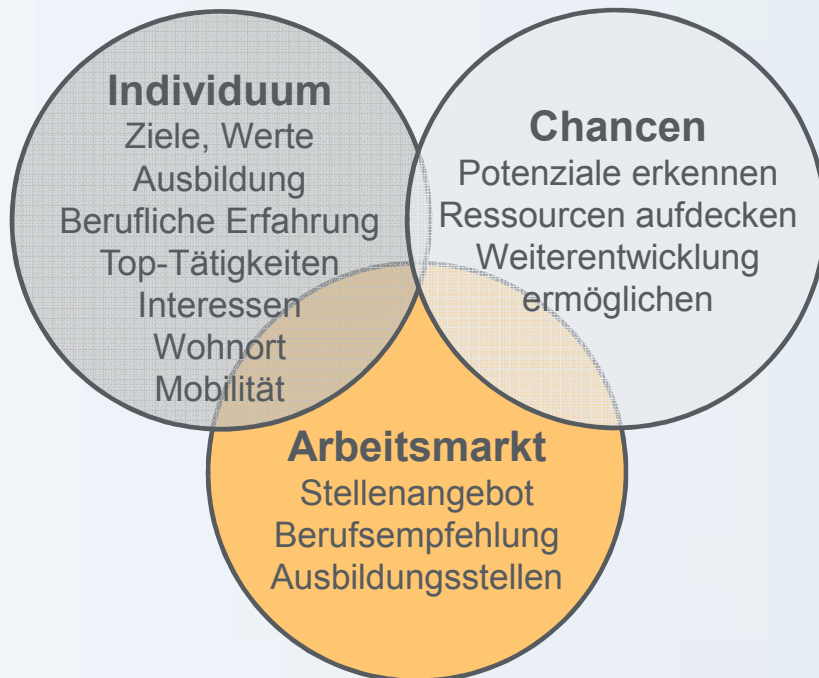 Individuum
Ziele, Werte
Ausbildung
Berufliche Erfahrung
Top-Tätigkeiten
Interessen
Wohnort
Mobilität
Chancen
Potenziale erkennen
Ressourcen aufdecken
Weiterentwicklung
ermöglichen
Arbeitsmarkt
Stellenangebot
Berufsempfehlung
Ausbildungsstellen